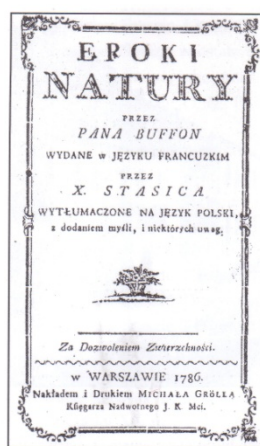 EPOKI
NATURY
PRZEZ
PANA BUFFON
WYDANE w JĘZYKU FRANCUZKIM
PRZEZ
X. STASICA
WYTŁUMACZONE NA JĘZYK POLSKI,
z dodaniem myśli, i niektórych uwag,
Za Dozwoleniem Zwierzchności.
w WARSZAWIE 1786.
Nakładem i Drukiem MICHAŁA GRÖLLA
Księgarza Nadwornego J. K. Mci.